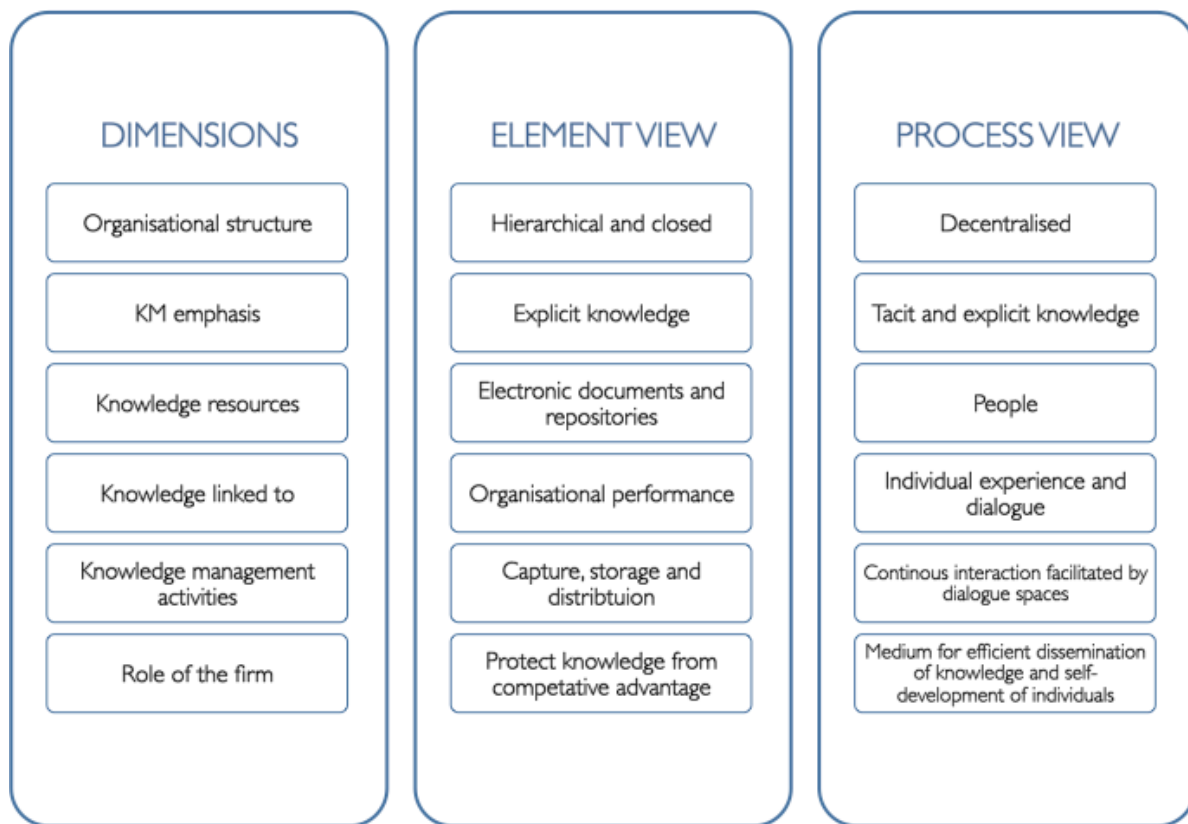 DIMENSIONS
Organisational structure
KM emphasis
Knowledge resources
Knowledge linked to
Knowledge management
activities
Role of the firm
ELEMENT VIEW
Hierarchical and closed
Explicit knowledge
Electronic documents and
repositories
Organisational performance
Capture, storage and
distribtuion
Protect knowledge from
competative advantage
PROCESS VIEW
Decentralised
Tacit and explicit knowledge
People
Individual experience and
dialogue
Continous interaction facilitated by
dialogue spaces
Medium for efficient dissemination
of knowledge and self-
development of individuals